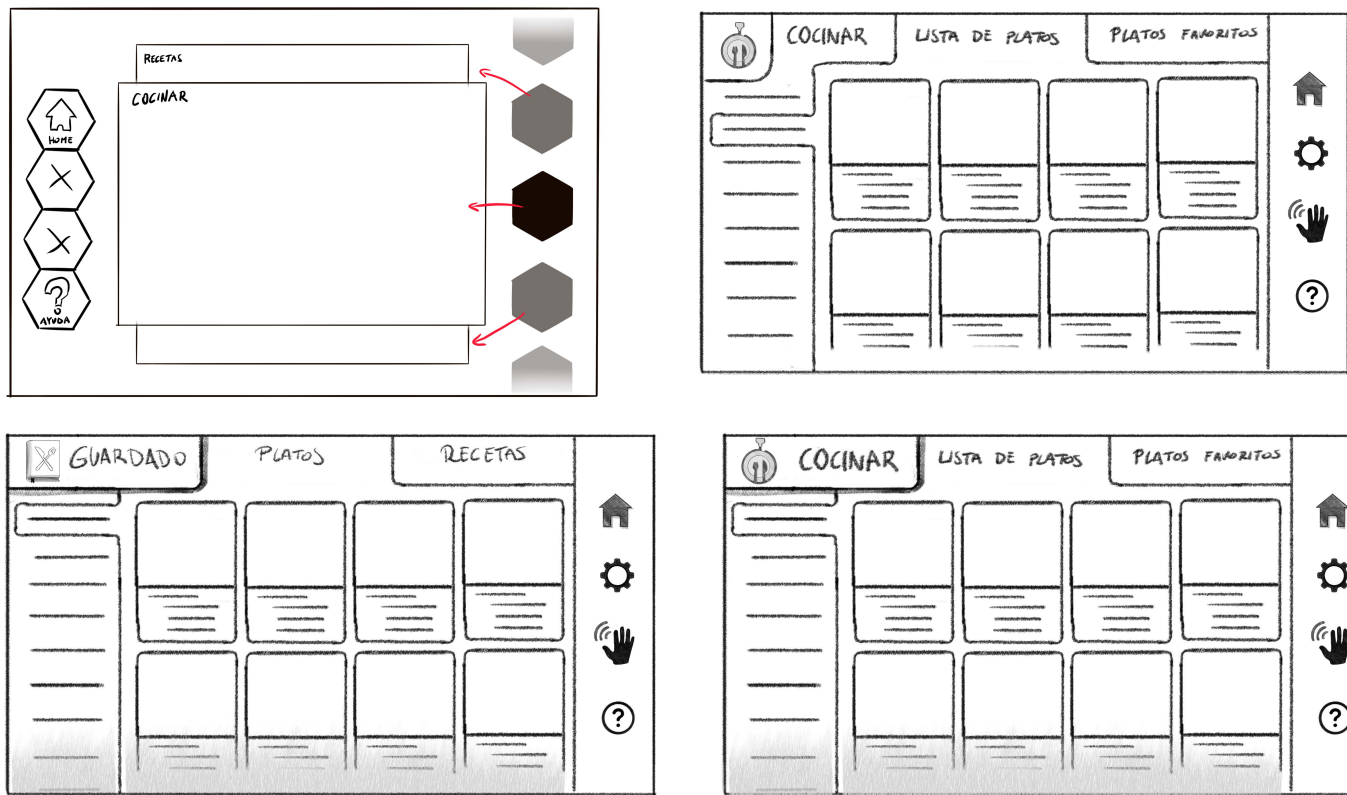 RECETAS
COCINAR
HOME
AYUDA
COCINAR LISTA DE PLATOS PLATOS FAVORITOS
?
GUARDADO PLATOS RECETAS
?
COCINAR LISTA DE PLATOS PLATOS FAVORITOS
?